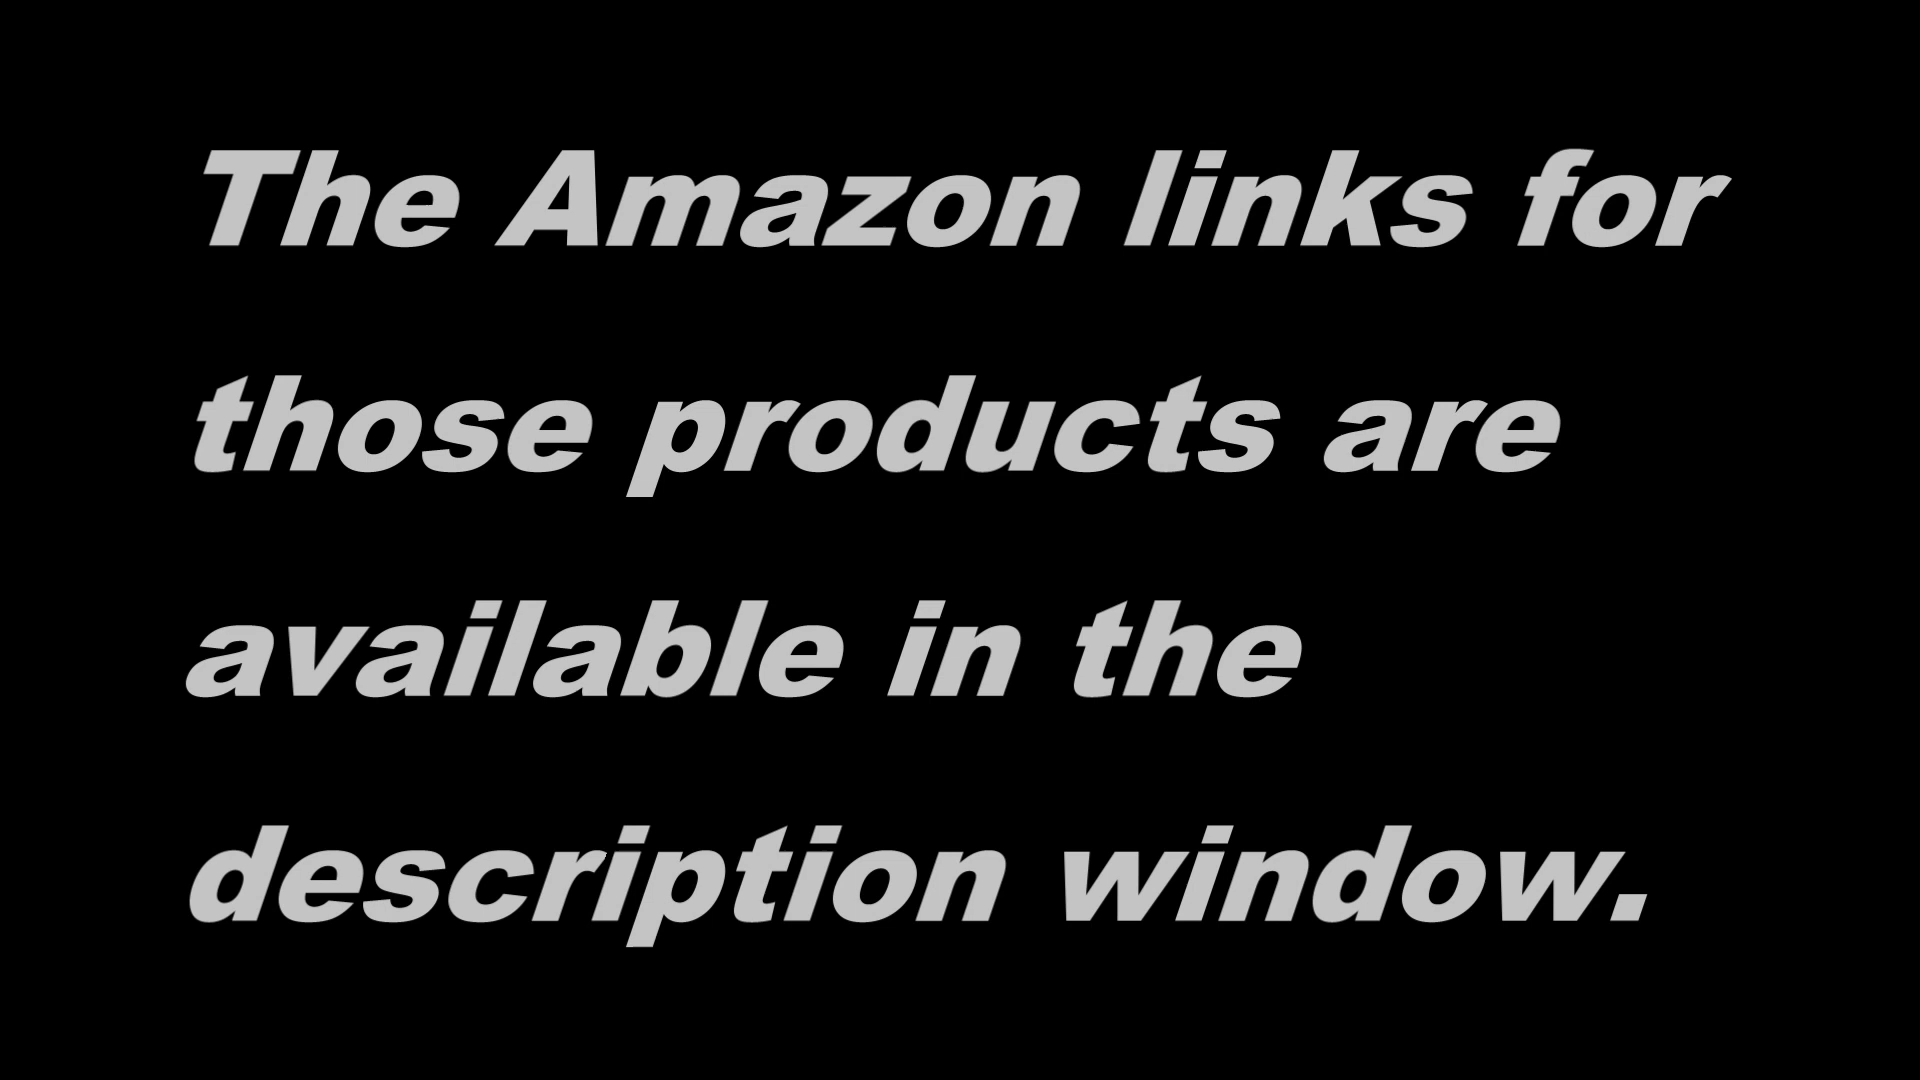 The Amazon links for
those products are
available in the
description window.